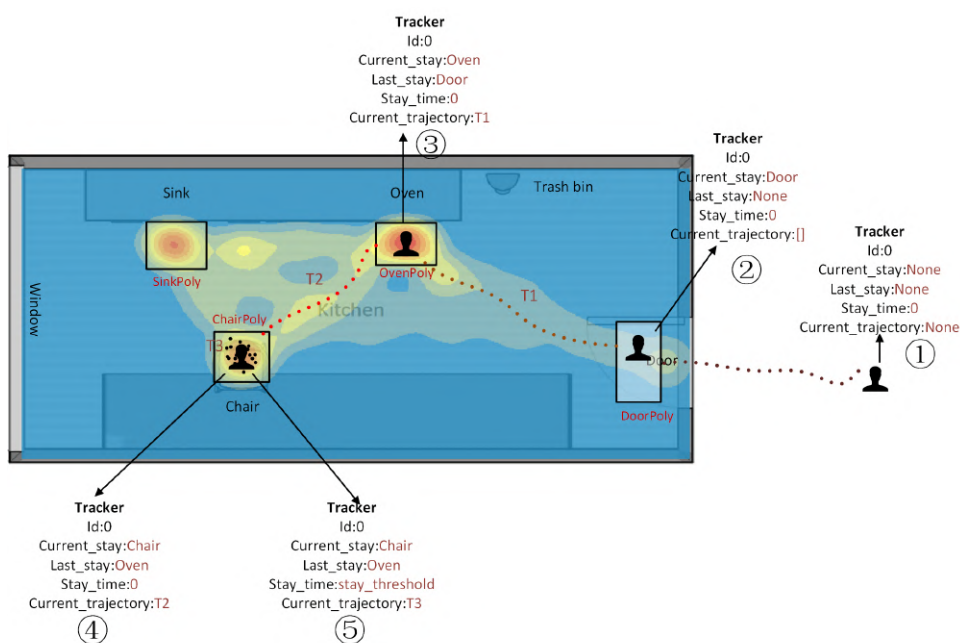 Tracker
Id:0
Current_stay:Oven
Last_stay:Door
Stay_time:0
Current_trajectory:T1
③
Tracker
Id:0
Current_stay:Door
Last_stay:None
Stay_time:0
Current_trajectory:[]
②
Tracker
Id:0
Current_stay:None
Last_stay:None
Stay_time:0
Current_trajectory:None
①
Sink
Oven
Trash bin
SinkPoly
OvenPoly
Window
T2
T1
Kitchen
ChairPoly
T3
Door
Chair
DoorPoly
Tracker
Id:0
Current_stay:Chair
Last_stay:Oven
Stay_time:0
Current_trajectory:T2
④
Tracker
Id:0
Current_stay:Chair
Last_stay:Oven
Stay_time:stay_threshold
Current_trajectory:T3
⑤